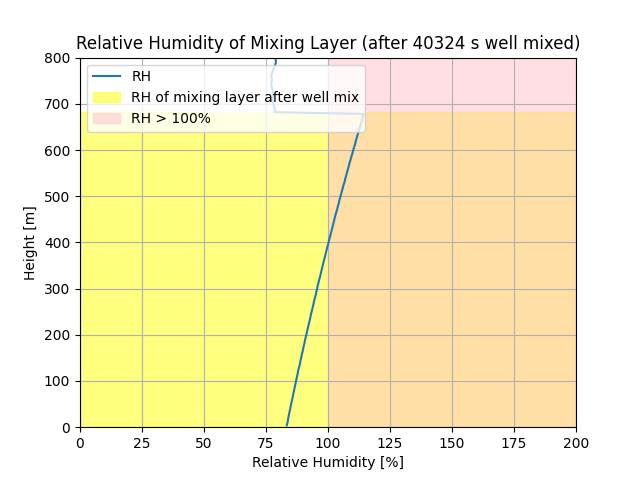 Relative Humidity of Mixing Layer (after 40324 s well mixed)
800
700
600
500
400
300
200
100
0
Height [m]
RH
RH of mixing layer after well mix
RH > 100%
0 25 50 75 100 125 150 175 200
Relative Humidity [%]